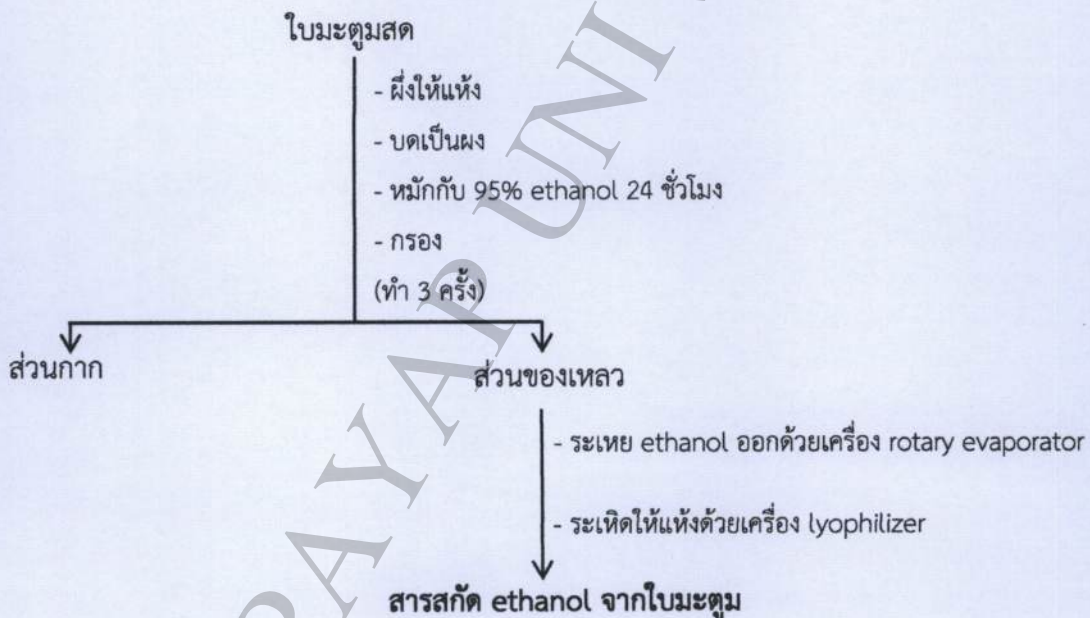 ใบมะตูมสด
- ผึ่งให้แห้ง
- บดเป็นผง
- หมักกับ 95% ethanol 24 ชั่วโมง
- กรอง
(ทำ 3 ครั้ง)
ส่วนกาก
ส่วนของเหลว
- ระเหย ethanol ออกด้วยเครื่อง rotary evaporator
- ระเหิดให้แห้งด้วยเครื่อง lyophilizer
สารสกัด ethanol จากใบมะตูม
PAYAP UNI